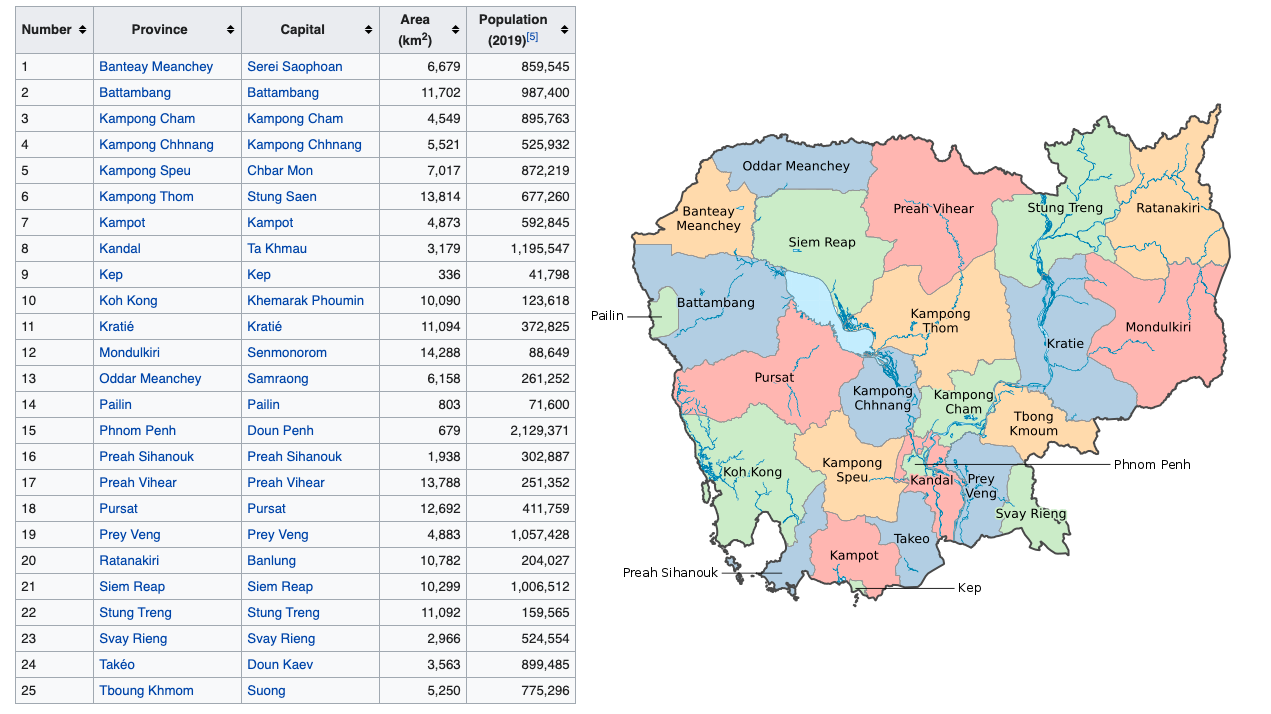 Number Province Capital Area (km2) Population (2019)[5]
1 Banteay Meanchey Serei Saophoan 6,679 859,545
2 Battambang Battambang 11,702 987,400
3 Kampong Cham Kampong Cham 4,549 895,763
4 Kampong Chhnang Kampong Chhnang 5,521 525,932
5 Kampong Speu Chbar Mon 7,017 872,219
6 Kampong Thom Stung Saen 13,814 677,260
7 Kampot Kampot 4,873 592,845
8 Kandal Ta Khmau 3,179 1,195,547
9 Kep Kep 336 41,798
10 Koh Kong Khemarak Phoumin 10,090 123,618
11 Kratié Kratié 11,094 372,825
12 Mondulkiri Senmonorom 14,288 88,649
13 Oddar Meanchey Samraong 6,158 261,252
14 Pailin Pailin 803 71,600
15 Phnom Penh Doun Penh 679 2,129,371
16 Preah Sihanouk Preah Sihanouk 1,938 302,887
17 Preah Vihear Preah Vihear 13,788 251,352
18 Pursat Pursat 12,692 411,759
19 Prey Veng Prey Veng 4,883 1,057,428
20 Ratanakiri Banlung 10,782 204,027
21 Siem Reap Siem Reap 10,299 1,006,512
22 Stung Treng Stung Treng 11,092 159,565
23 Svay Rieng Svay Rieng 2,966 524,554
24 Takéo Doun Kaev 3,563 899,485
25 Tboung Khmom Suong 5,250 775,296
Oddar Meanchey
Banteay
Meanchey
Siem Reap
Preah Vihear
Stung Treng
Ratanakiri
Battambang
Pailin
Kampong
Thom
Kratie
Mondulkiri
Pursat
Kampong
Chhnang
Kampong
Cham
Tbong
Kmoum
Koh Kong
Kampong
Speu
Kandal
Prey
Veng
Phnom Penh
Svay Rieng
Takeo
Kampot
Preah Sihanouk
Kep